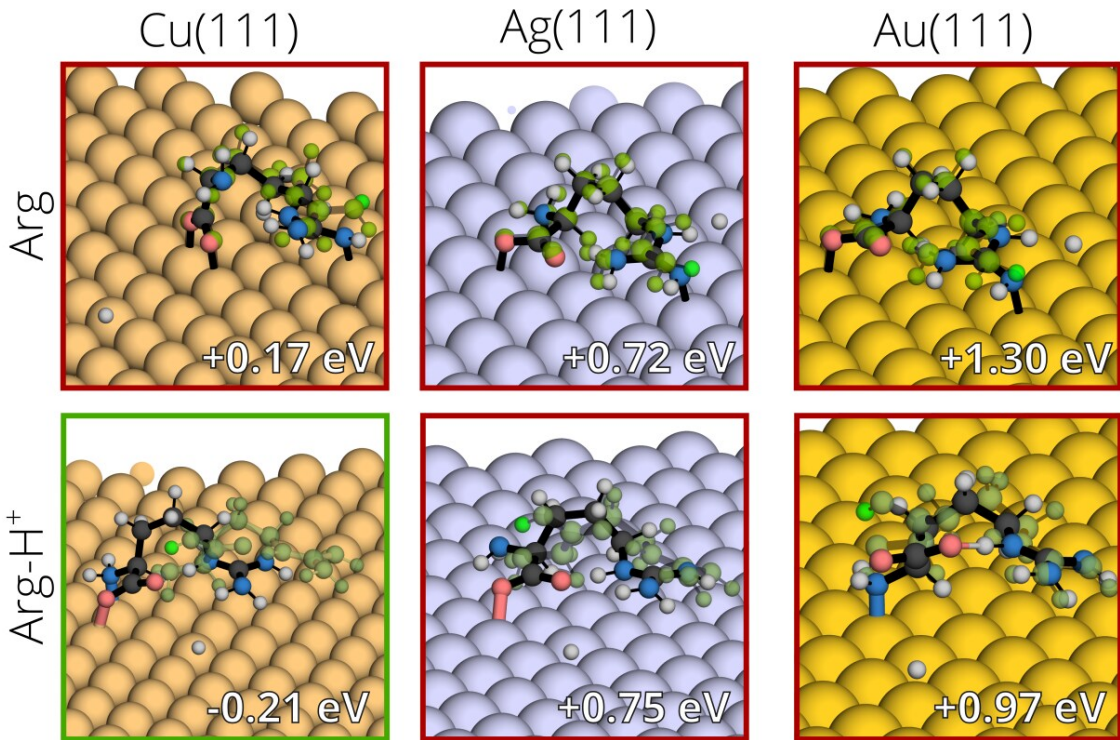 Cu(111) Ag(111) Au(111)
Arg
+0.17 eV +0.72 eV +1.30 eV
Arg-H⁺
-0.21 eV +0.75 eV +0.97 eV